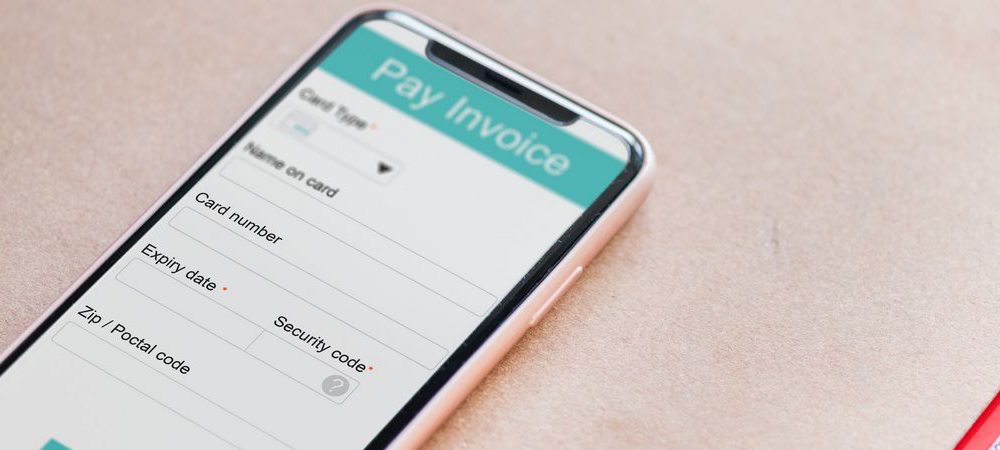 Pay Invoice
Card Type *
Name on card
Card number
Expiry date *
Security code *
?
Zip / Poctal code